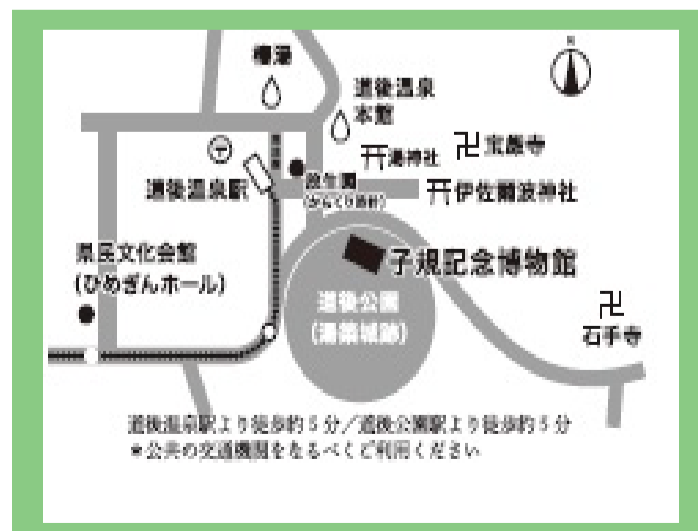 N
椿湯
道後温泉
本館
湯神社
宝厳寺
道後温泉駅
放生園
(からくり時計)
伊佐爾波神社
県民文化会館
(ひめぎんホール)
子規記念博物館
道後公園
(湯築城跡)
石手寺
道後温泉駅より徒歩約5分/道後公園駅より徒歩約5分
*公共の交通機関をなるべくご利用ください